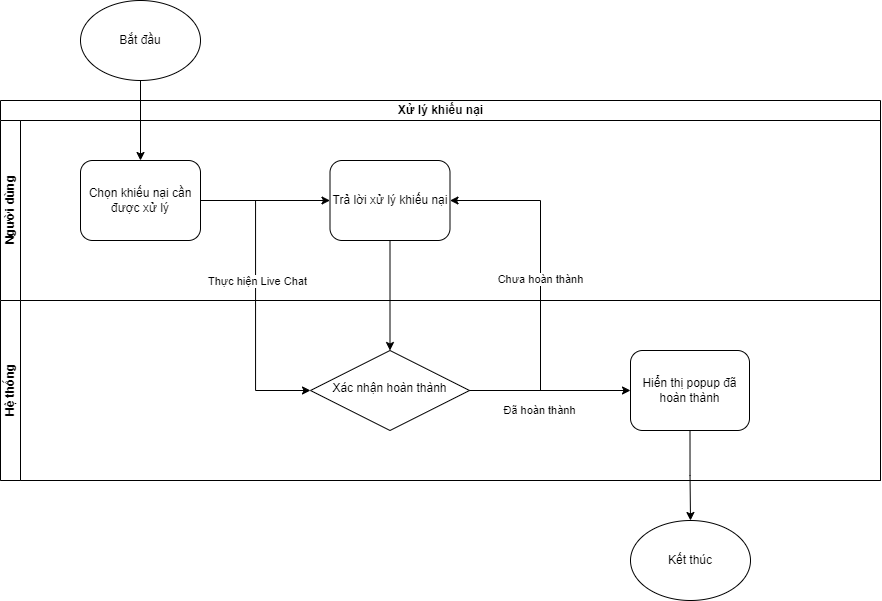 Bắt đầu
Xử lý khiếu nại
Người dùng
Chọn khiếu nại cần
được xử lý
Trả lời xử lý khiếu nại
Thực hiện Live Chat
Chưa hoàn thành
Hệ thống
Xác nhận hoàn thành
Đã hoàn thành
Hiển thị popup đã
hoàn thành
Kết thúc